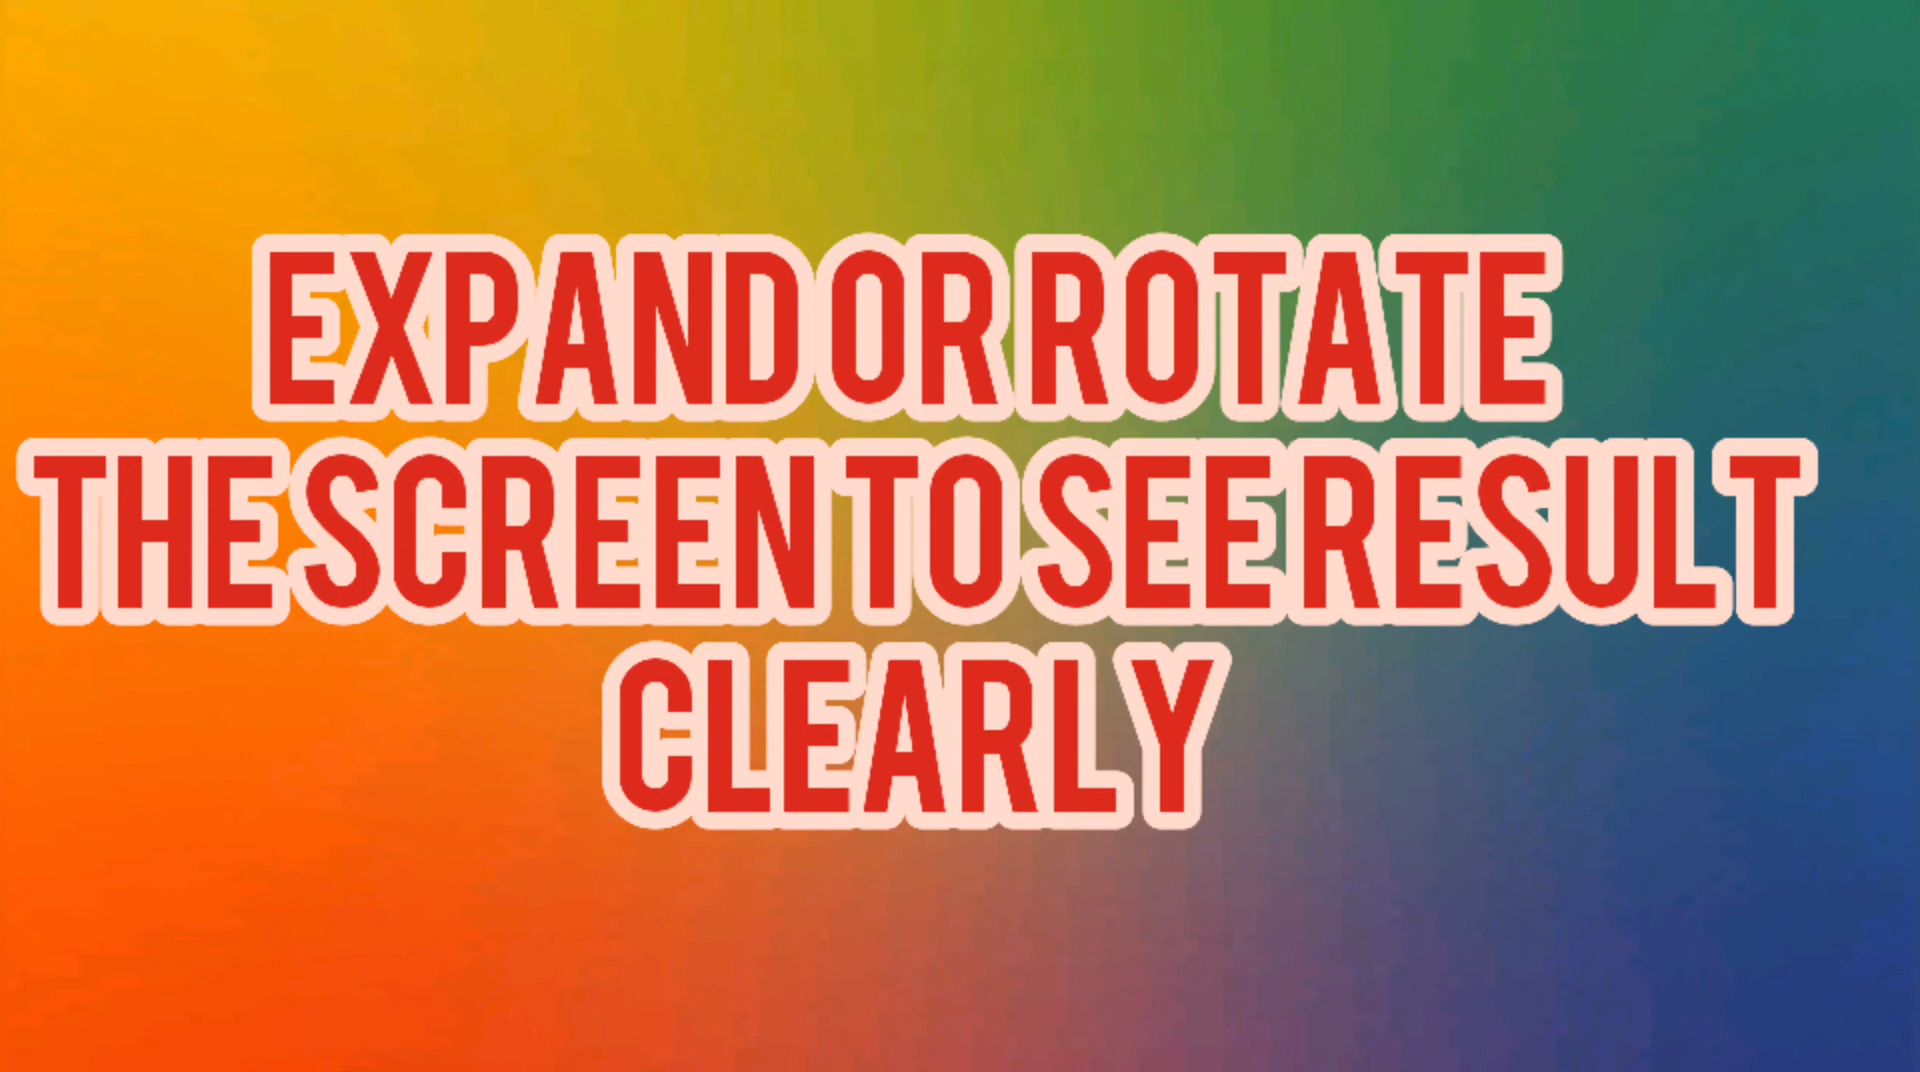 EXPAND OR ROTATE
THE SCREEN TO SEE RESULT
CLEARLY